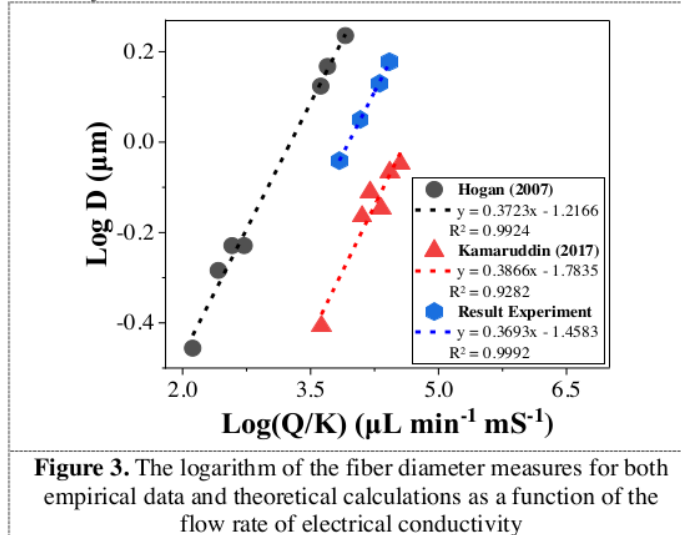 0.2
0.0
-0.2
-0.4
Log D (µm)
2.0 3.5 5.0 6.5
Log(Q/K) (µL min⁻¹ mS⁻¹)
Hogan (2007)
y = 0.3723x - 1.2166
R² = 0.9924
Kamaruddin (2017)
y = 0.3866x - 1.7835
R² = 0.9282
Result Experiment
y = 0.3693x - 1.4583
R² = 0.9992
Figure 3. The logarithm of the fiber diameter measures for both
empirical data and theoretical calculations as a function of the
flow rate of electrical conductivity